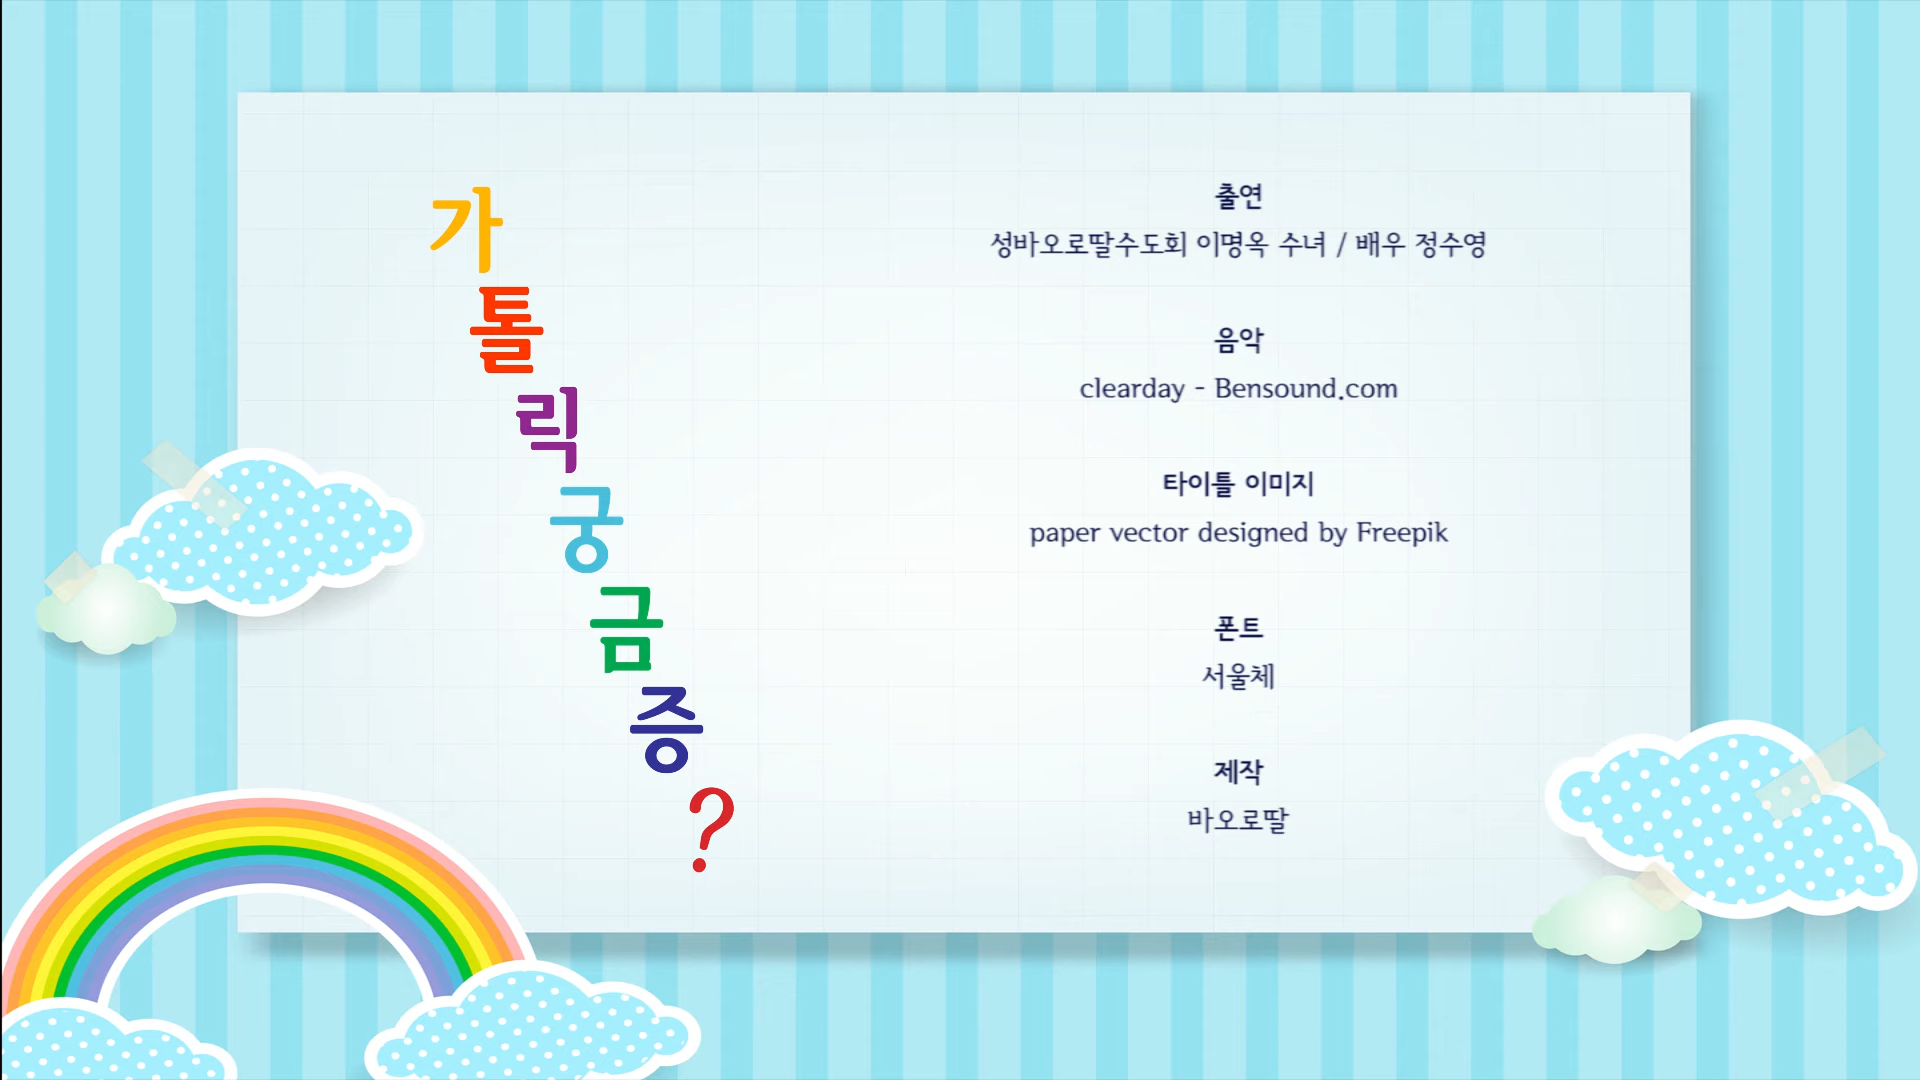 가톨릭궁금증?
출연
성바오로딸수도회 이명옥 수녀 / 배우 정수영
음악
clearday - Bensound.com
타이틀 이미지
paper vector designed by Freepik
폰트
서울체
제작
바오로딸